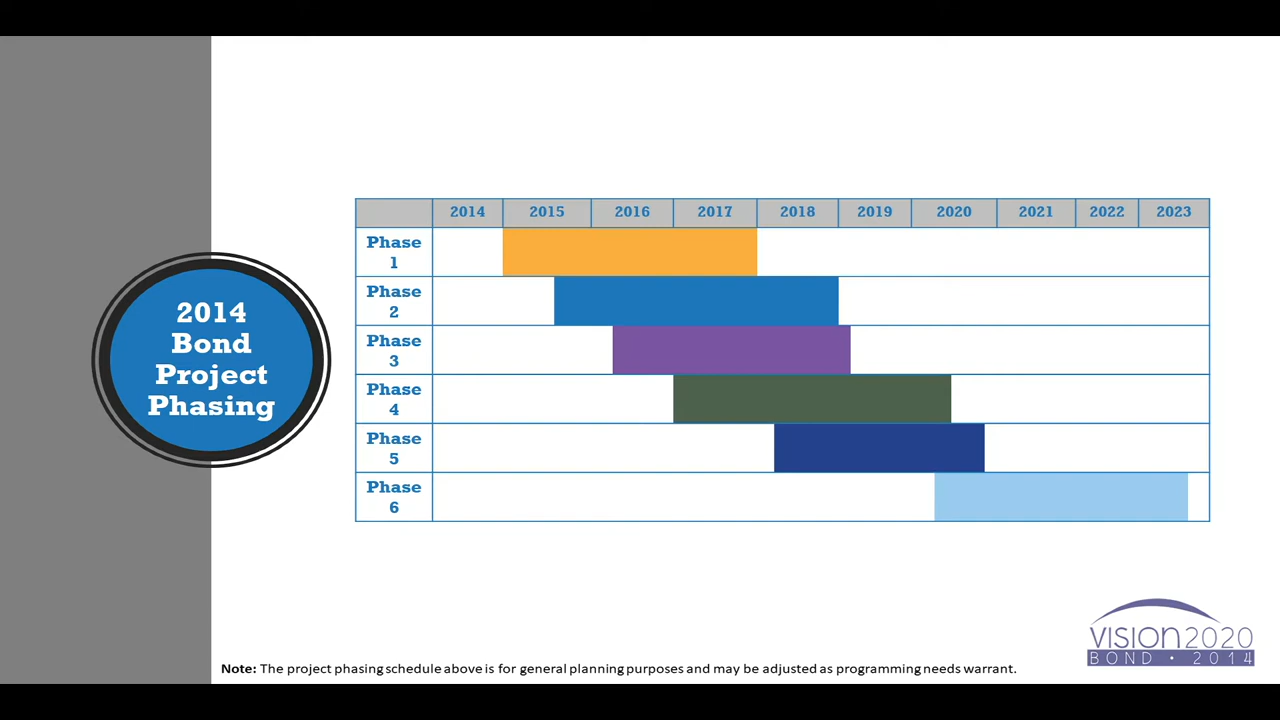 2014
Bond
Project
Phasing
2014 2015 2016 2017 2018 2019 2020 2021 2022 2023
Phase
1
Phase
2
Phase
3
Phase
4
Phase
5
Phase
6
VISION2020
BOND • 2014
Note: The project phasing schedule above is for general planning purposes and may be adjusted as programming needs warrant.